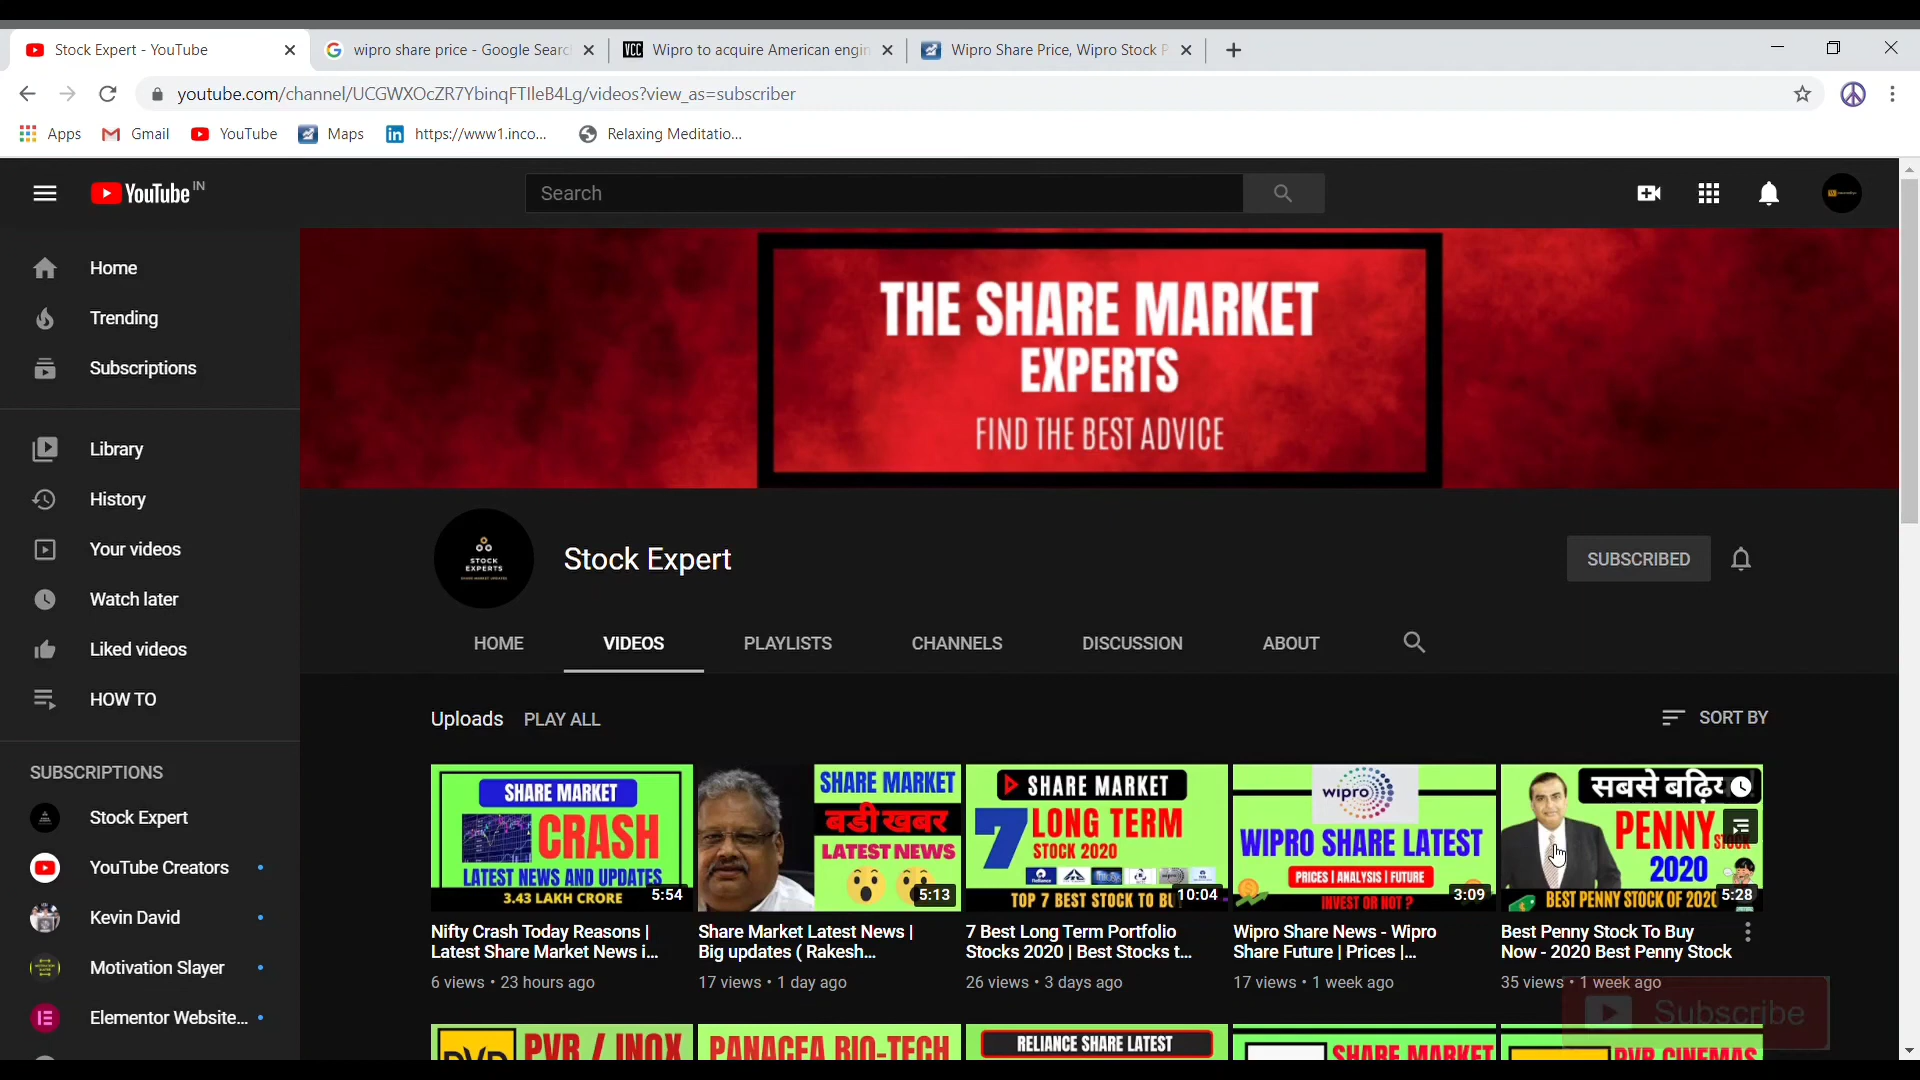 Stock Expert - YouTube
wipro share price - Google Searc
Wipro to acquire American engin
Wipro Share Price, Wipro Stock P
youtube.com/channel/UCGWXOcZR7YbinqFTIleB4Lg/videos?view_as=subscriber
Apps
Gmail
YouTube
Maps
https://www1.inco...
Relaxing Meditatio...
YouTube IN
Search
Home
Trending
Subscriptions
Library
History
Your videos
Watch later
Liked videos
HOW TO
SUBSCRIPTIONS
Stock Expert
YouTube Creators
Kevin David
Motivation Slayer
Elementor Website...
THE SHARE MARKET
EXPERTS
FIND THE BEST ADVICE
STOCK
EXPERTS
Stock Expert
SUBSCRIBED
HOME
VIDEOS
PLAYLISTS
CHANNELS
DISCUSSION
ABOUT
Uploads
PLAY ALL
SORT BY
SHARE MARKET
CRASH
LATEST NEWS AND UPDATES
3.43 LAKH CRORE
5:54
Nifty Crash Today Reasons |
Latest Share Market News i...
6 views • 23 hours ago
SHARE MARKET
बडी खबर
LATEST NEWS
5:13
Share Market Latest News |
Big updates ( Rakesh...
17 views • 1 day ago
SHARE MARKET
7 LONG TERM
STOCK 2020
TOP 7 BEST STOCK TO BU
10:04
7 Best Long Term Portfolio
Stocks 2020 | Best Stocks t...
26 views • 3 days ago
wipro
WIPRO SHARE LATEST
PRICES | ANALYSIS | FUTURE
INVEST OR NOT ?
3:09
Wipro Share News - Wipro
Share Future | Prices |...
17 views • 1 week ago
सबसे बढ़िय
PENNY
STOCK
2020
BEST PENNY STOCK OF 202
5:28
Best Penny Stock To Buy
Now - 2020 Best Penny Stock
35 views • 1 week ago
Subscribe
PVR / INOX
PANACEA BIO-TECH
RELIANCE SHARE LATEST
SHARE MARKET
PVR CINEMAS